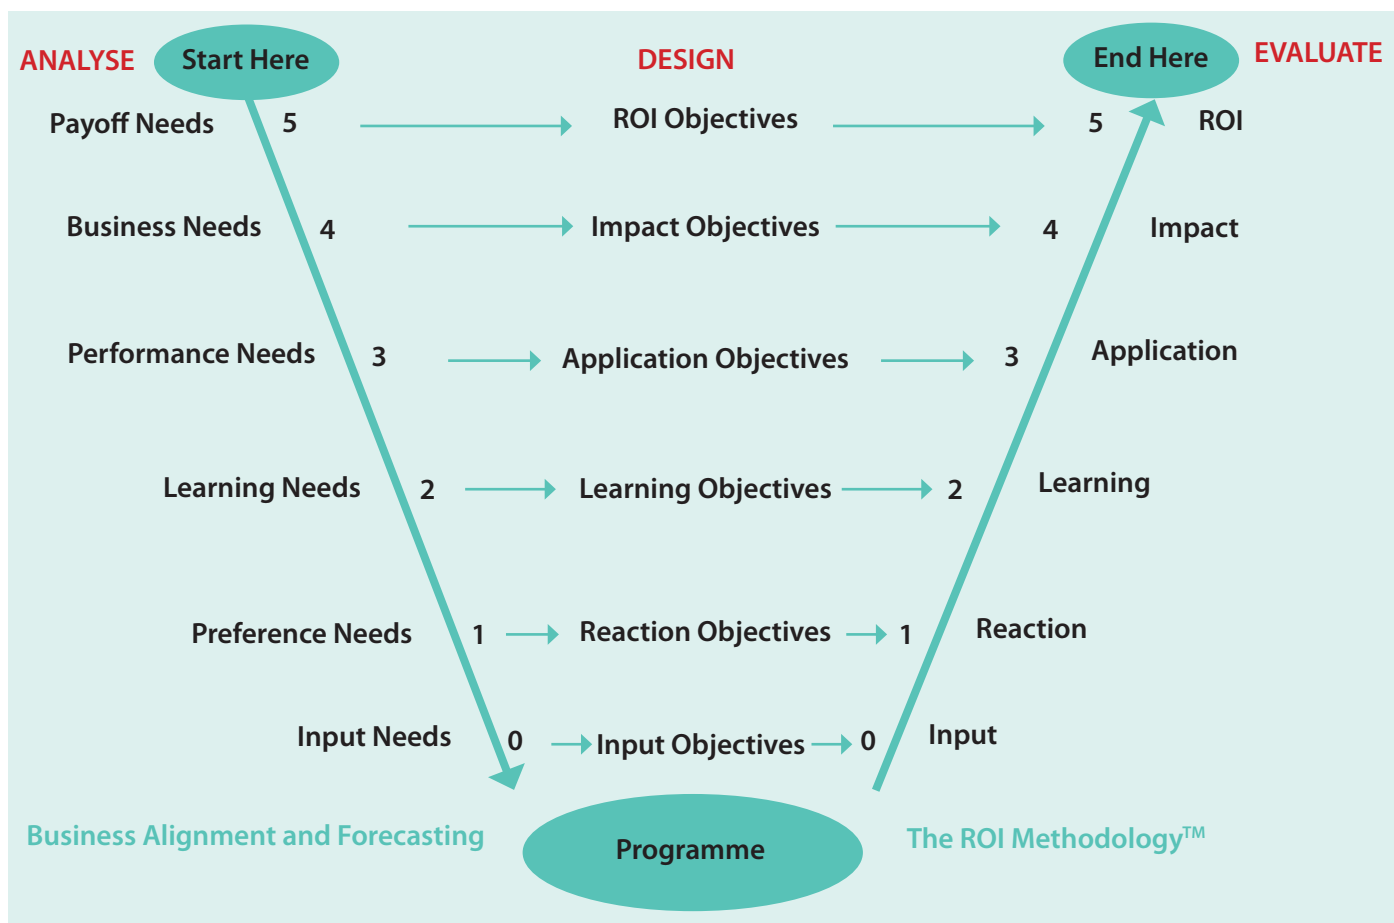 ANALYSE Start Here DESIGN End Here EVALUATE
Payoff Needs 5 ROI Objectives 5 ROI
Business Needs 4 Impact Objectives 4 Impact
Performance Needs 3 Application Objectives 3 Application
Learning Needs 2 Learning Objectives 2 Learning
Preference Needs 1 Reaction Objectives 1 Reaction
Input Needs 0 Input Objectives 0 Input
Business Alignment and Forecasting Programme The ROI Methodology™